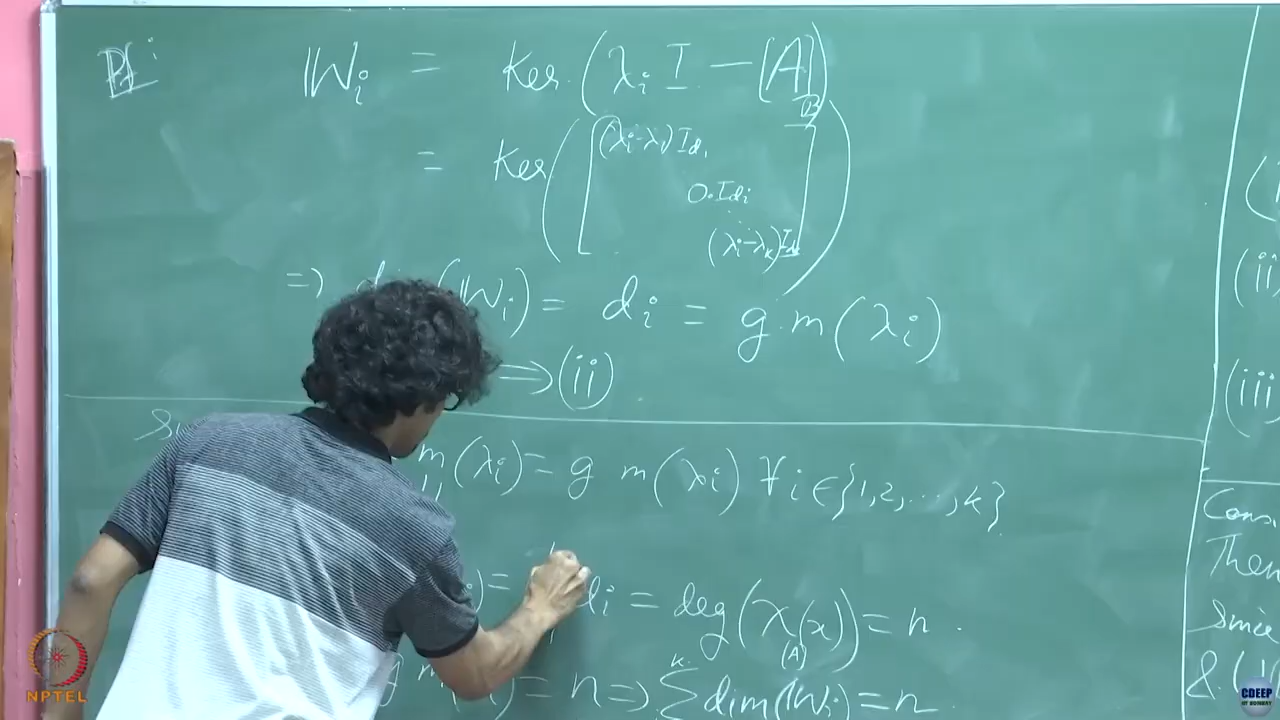 Pf:
W_i = Ker (λ_i I − [A]_B)
= Ker ( [ (λ_i−λ_1) I_{d_1}
0·I_{d_i}
(λ_i−λ_k) I_{d_k} ] )
⇒ (W_i) = d_i = g.m(λ_i)
⇒ (ii).
m(λ_i) = g m(λ_i) ∀ i ∈ {1,2,...,k}
) = d_i = deg(χ_{(A)}(x)) = n.
g m ) = n ⇒ Σ^k dim(W_i) = n.
(ii)
(iii)
Cons
Then
Since
&
NPTEL
CDEEP
IIT BOMBAY